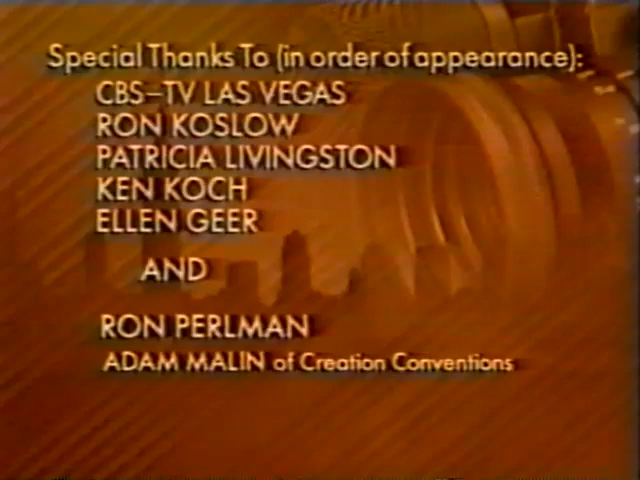 Special Thanks To (in order of appearance):
CBS-TV LAS VEGAS
RON KOSLOW
PATRICIA LIVINGSTON
KEN KOCH
ELLEN GEER
AND
RON PERLMAN
ADAM MALIN of Creation Conventions